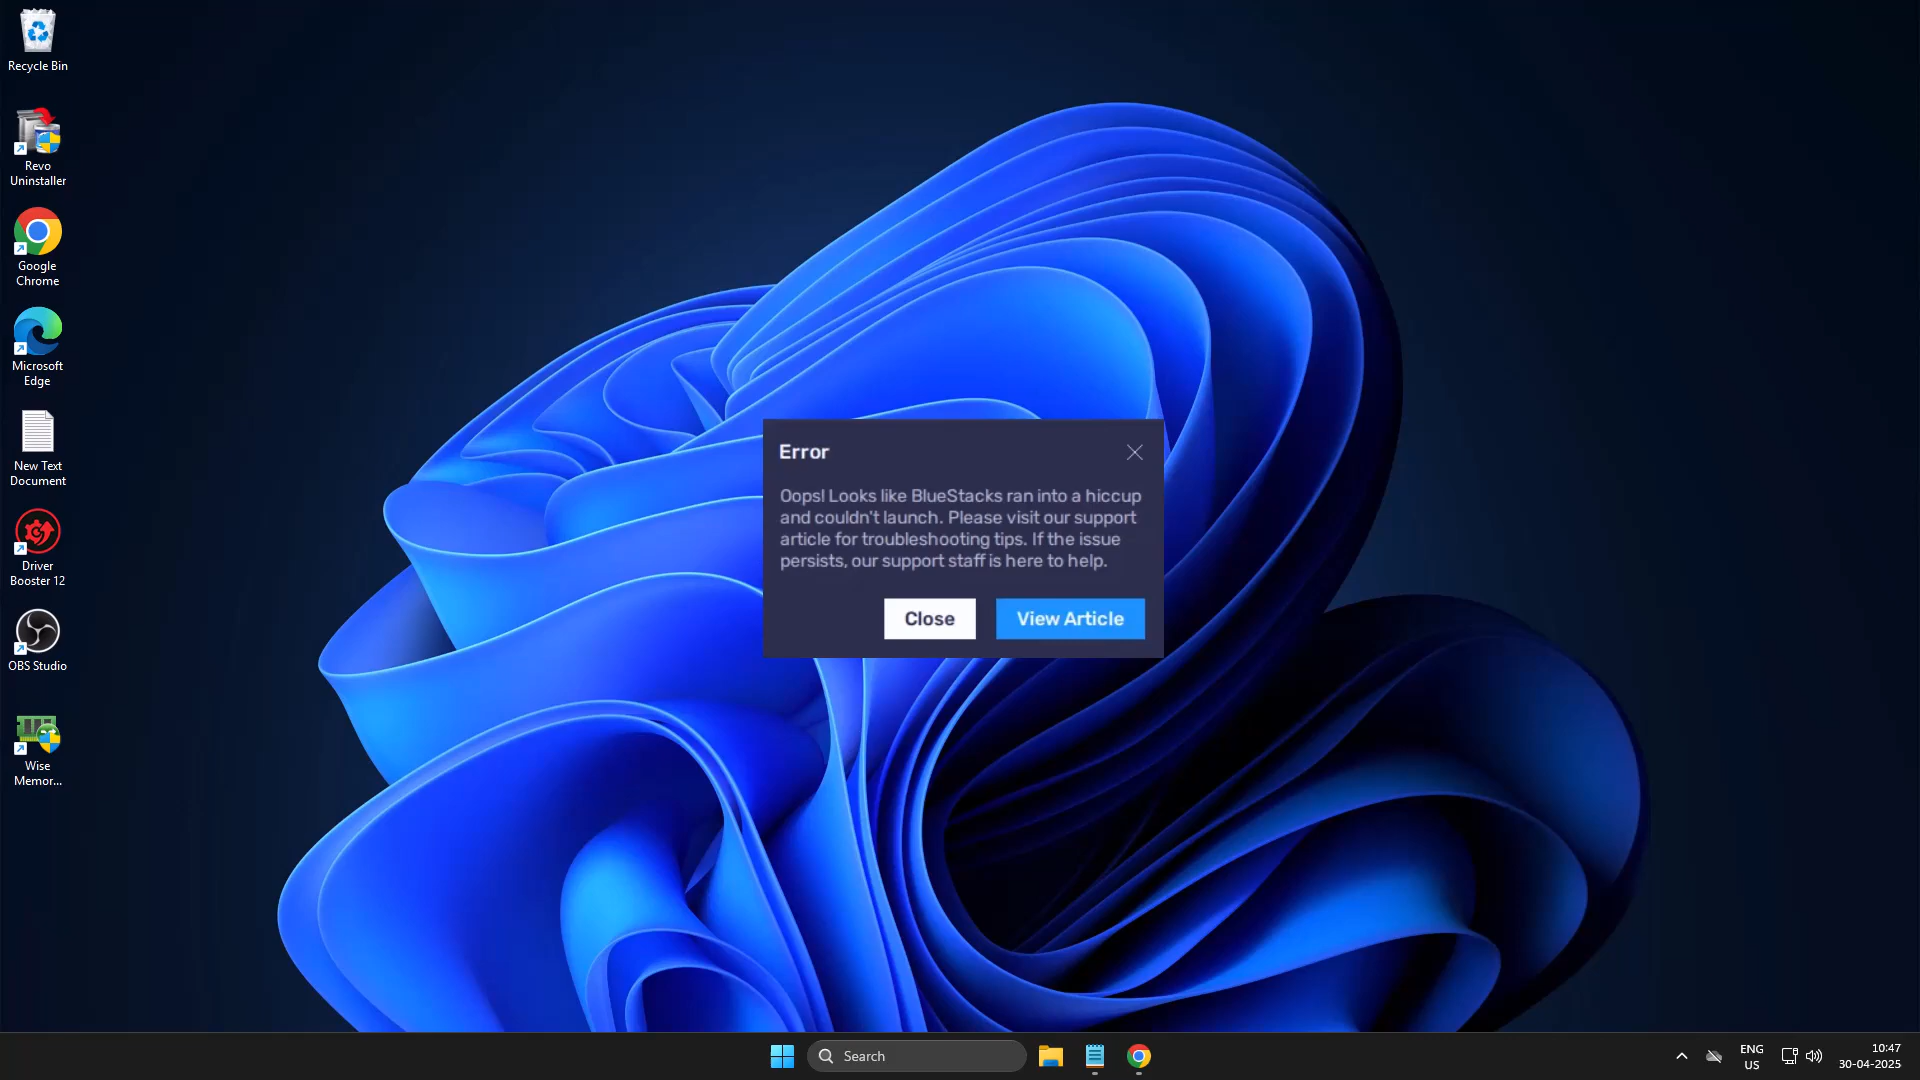 Recycle Bin
Revo
Uninstaller
Google
Chrome
Microsoft
Edge
New Text
Document
Driver
Booster 12
OBS Studio
Wise
Memor...
Error
Oops! Looks like BlueStacks ran into a hiccup
and couldn't launch. Please visit our support
article for troubleshooting tips. If the issue
persists, our support staff is here to help.
Close
View Article
Search
ENG
US
10:47
30-04-2025